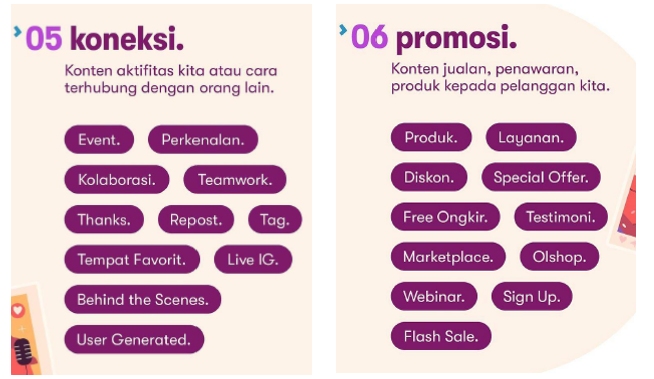 05 koneksi.
Konten aktifitas kita atau cara
terhubung dengan orang lain.
Event. Perkenalan.
Kolaborasi. Teamwork.
Thanks. Repost. Tag.
Tempat Favorit. Live IG.
Behind the Scenes.
User Generated.
06 promosi.
Konten jualan, penawaran,
produk kepada pelanggan kita.
Produk. Layanan.
Diskon. Special Offer.
Free Ongkir. Testimoni.
Marketplace. Olshop.
Webinar. Sign Up.
Flash Sale.